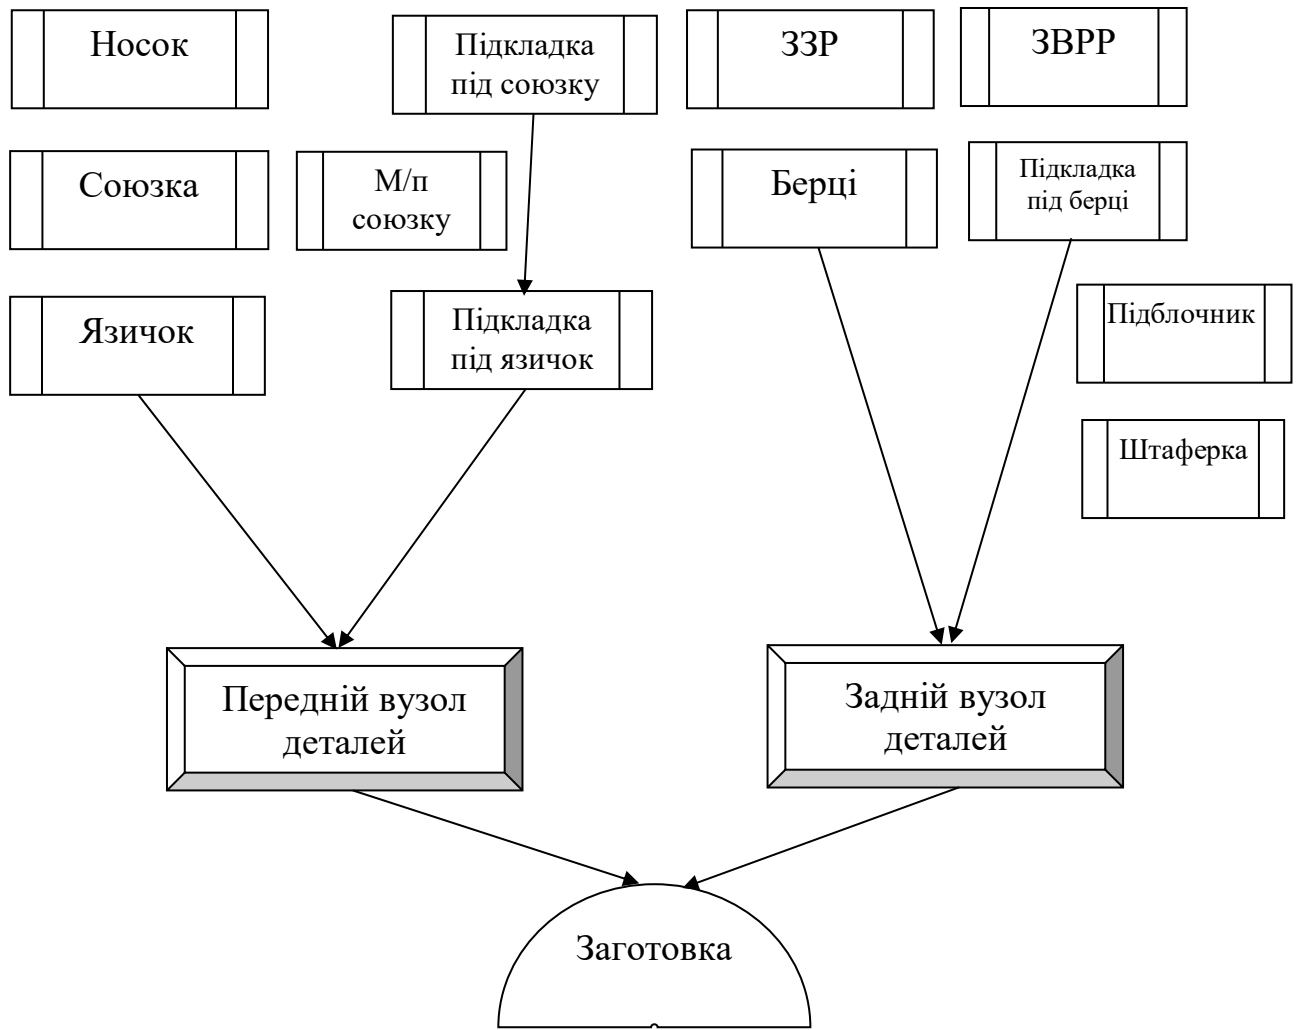 Носок
Підкладка
під союзку
ЗЗР
ЗВРР
Союзка
М/п
союзку
Берці
Підкладка
під берці
Язичок
Підкладка
під язичок
Підблочник
Штаферка
Передній вузол
деталей
Задній вузол
деталей
Заготовка